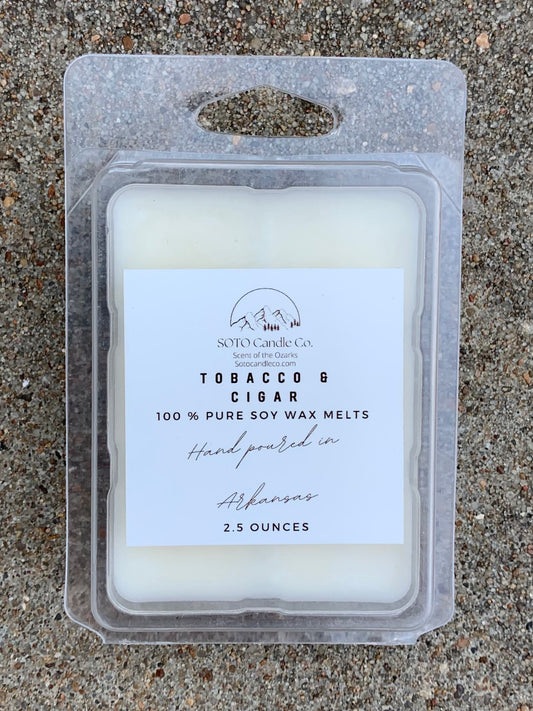 SOTO Candle Co.
Scent of the Ozarks
Sotocandleco.com
TOBACCO &
CIGAR
100 % PURE SOY WAX MELTS
Hand poured in
Arkansas
2.5 OUNCES